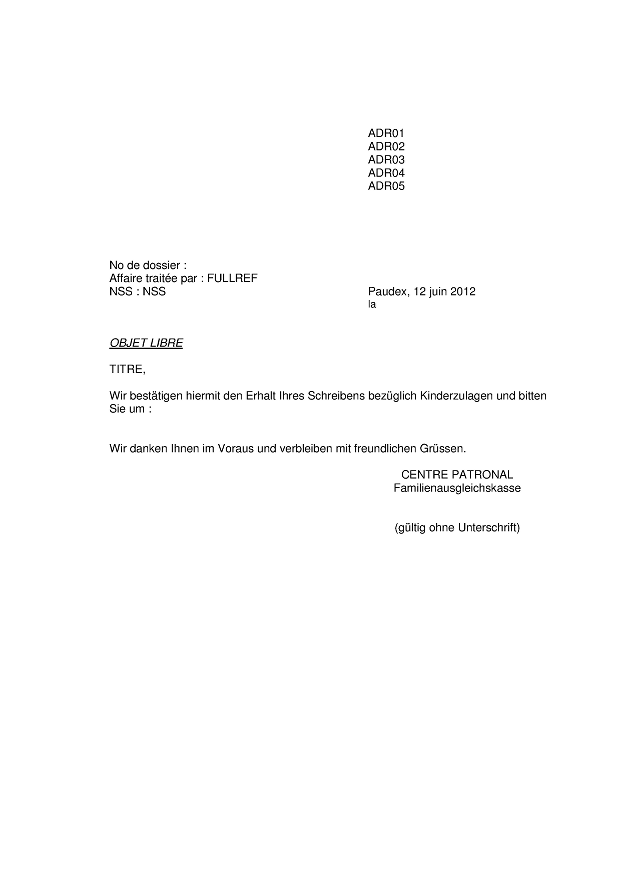 ADR01
ADR02
ADR03
ADR04
ADR05
No de dossier :
Affaire traitée par : FULLREF
NSS : NSS
Paudex, 12 juin 2012
la
OBJET LIBRE
TITRE,
Wir bestätigen hiermit den Erhalt Ihres Schreibens bezüglich Kinderzulagen und bitten
Sie um :
Wir danken Ihnen im Voraus und verbleiben mit freundlichen Grüssen.
CENTRE PATRONAL
Familienausgleichskasse
(gültig ohne Unterschrift)